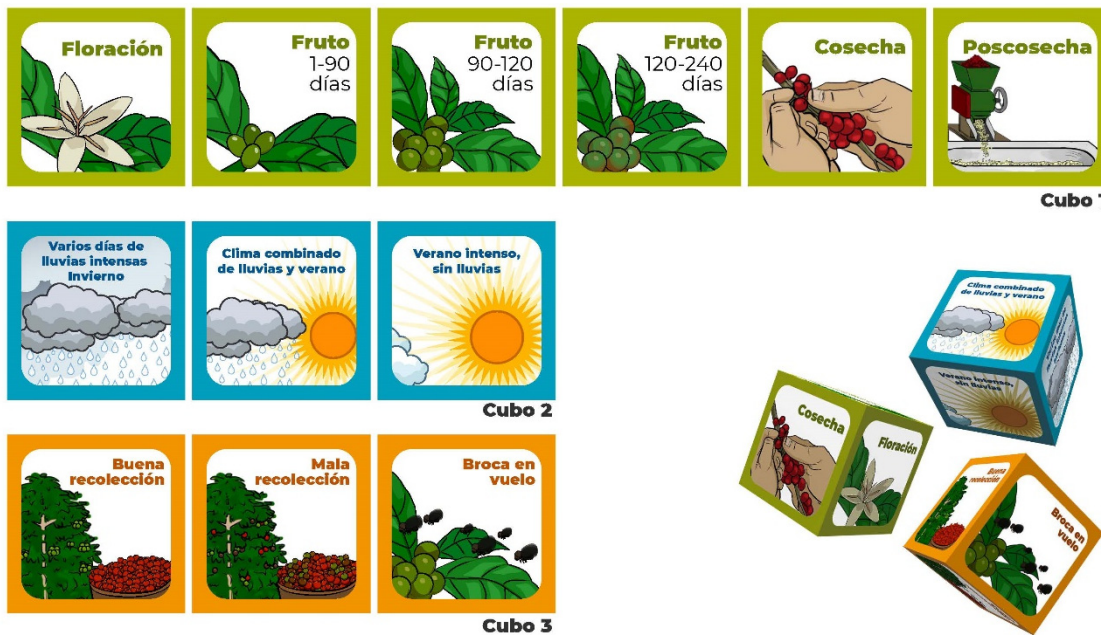 Floración
Fruto
1-90
días
Fruto
90-120
días
Fruto
120-240
días
Cosecha
Poscosecha
Cubo 1
Varios días de
lluvias intensas
Invierno
Clima combinado
de lluvias y verano
Verano intenso,
sin lluvias
Cubo 2
Buena
recolección
Mala
recolección
Broca en
vuelo
Cubo 3
Clima combinado
de lluvias y verano
Verano intenso,
sin lluvias
Cosecha
Floración
Buena
recolección
Broca en
vuelo